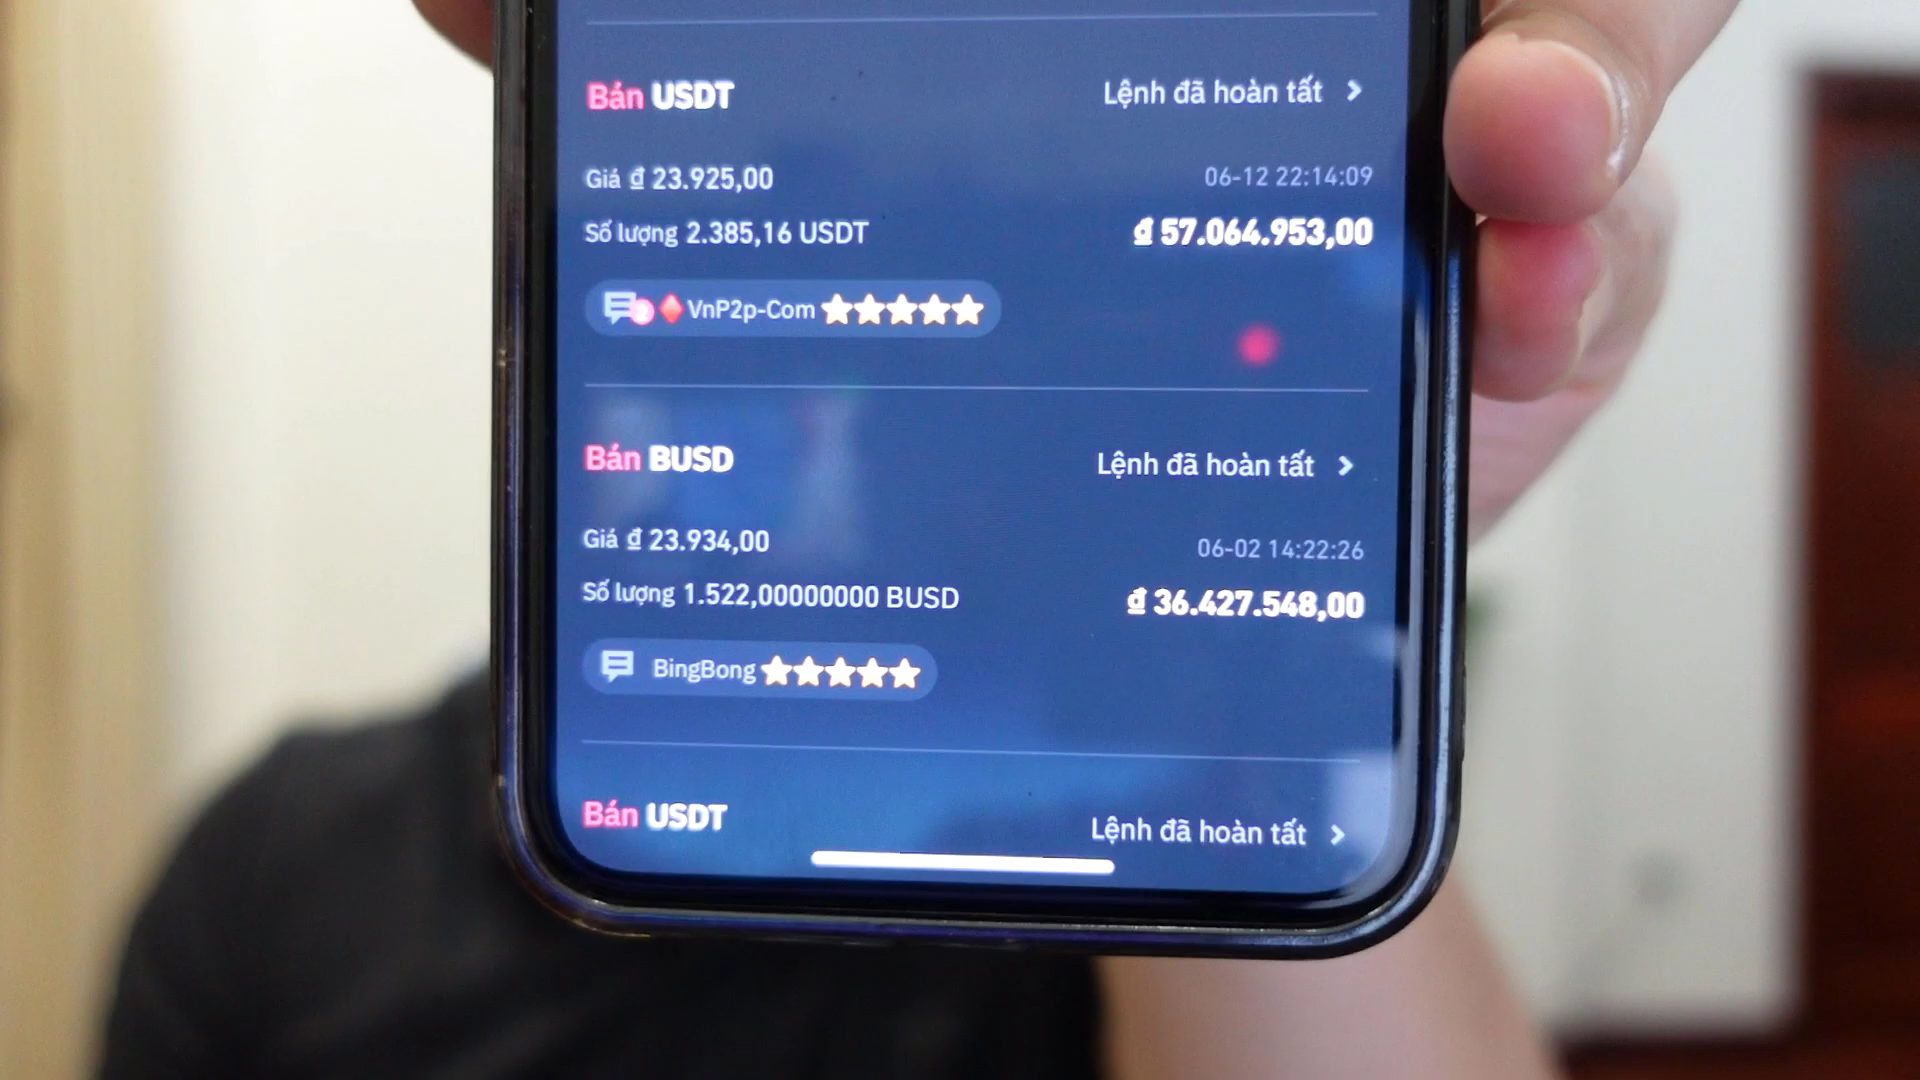 Bán USDT
Lệnh đã hoàn tất
Giá ₫ 23.925,00
06-12 22:14:09
Số lượng 2.385,16 USDT
₫ 57.064.953,00
2 VnP2p-Com
Bán BUSD
Lệnh đã hoàn tất
Giá ₫ 23.934,00
06-02 14:22:26
Số lượng 1.522,00000000 BUSD
₫ 36.427.548,00
BingBong
Bán USDT
Lệnh đã hoàn tất